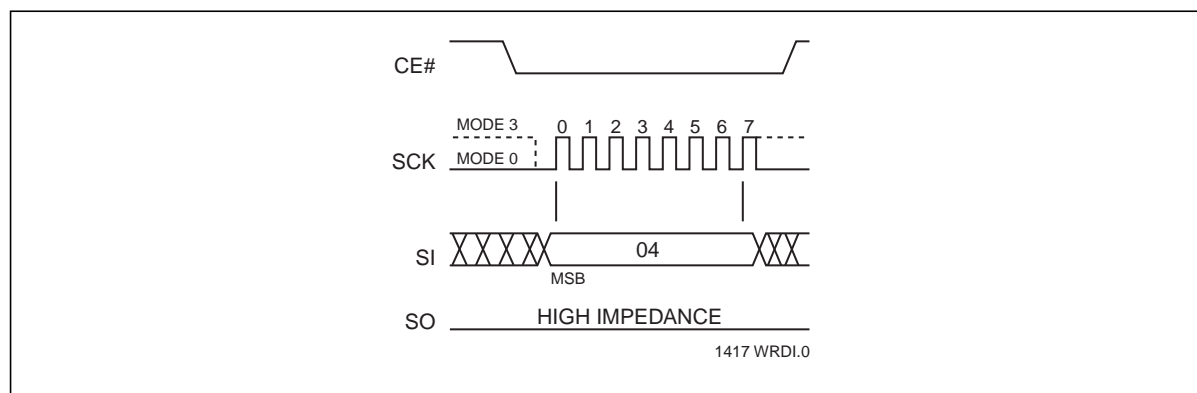 CE#
MODE 3
0 1 2 3 4 5 6 7
SCK
MODE 0
SI
04
MSB
SO
HIGH IMPEDANCE
1417 WRDI.0